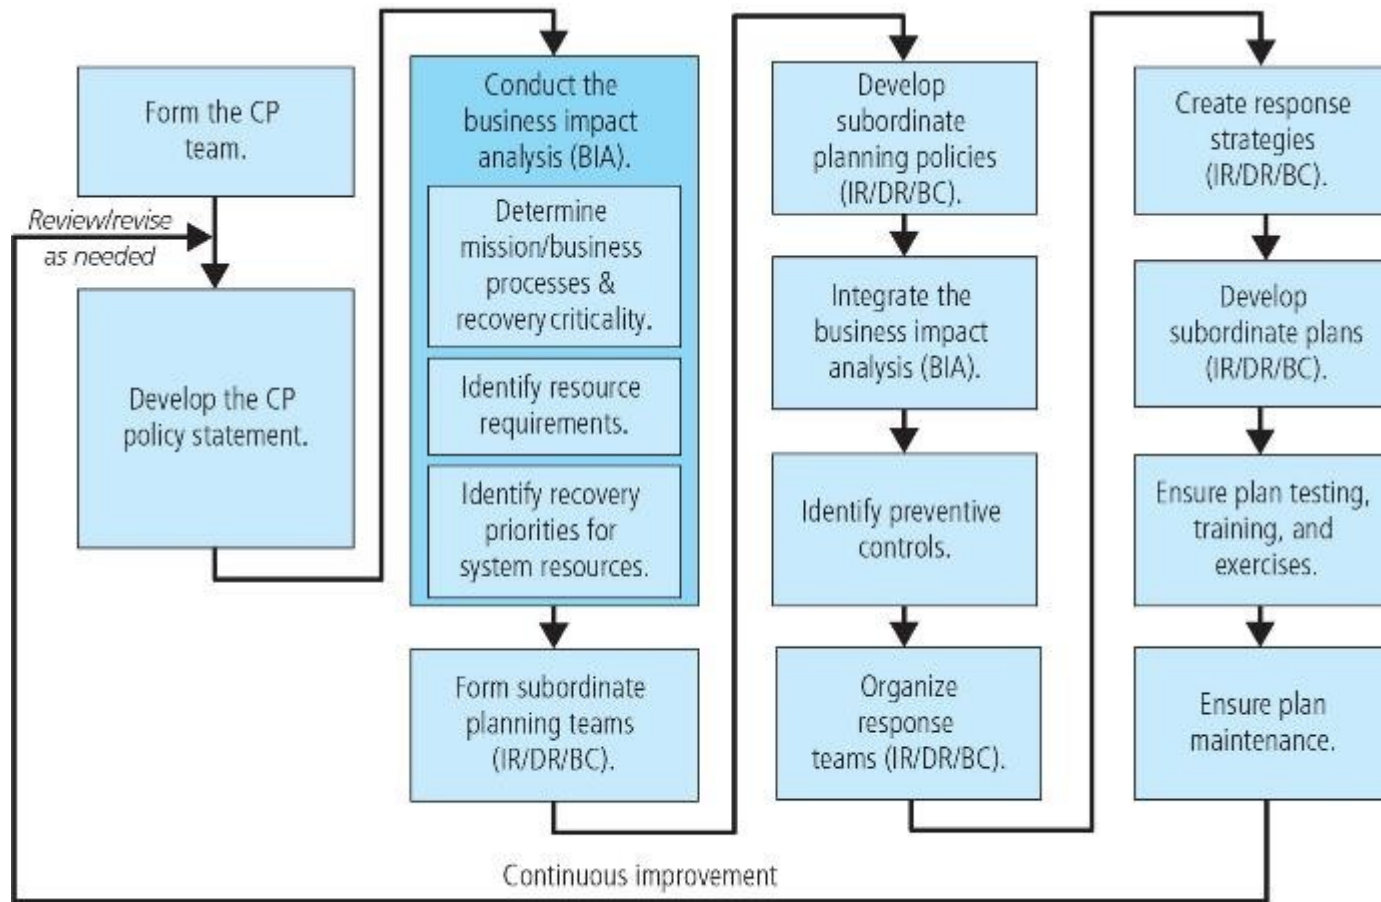 Form the CP
team.
Review/revise
as needed
Develop the CP
policy statement.
Conduct the
business impact
analysis (BIA).
Determine
mission/business
processes &
recovery criticality.
Identify resource
requirements.
Identify recovery
priorities for
system resources.
Form subordinate
planning teams
(IR/DR/BC).
Develop
subordinate
planning policies
(IR/DR/BC).
Integrate the
business impact
analysis (BIA).
Identify preventive
controls.
Organize
response
teams (IR/DR/BC).
Create response
strategies
(IR/DR/BC).
Develop
subordinate plans
(IR/DR/BC).
Ensure plan testing,
training, and
exercises.
Ensure plan
maintenance.
Continuous improvement